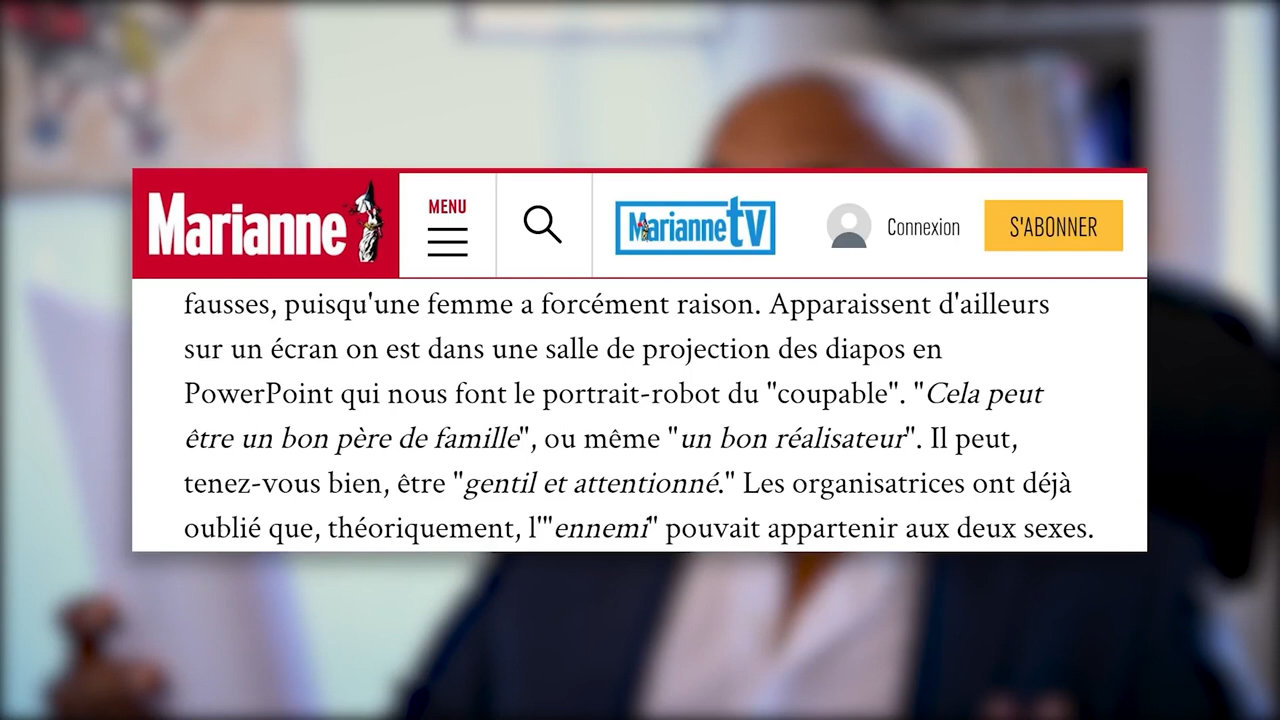 Marianne
MENU
Marianne tv
Connexion
S'ABONNER
fausses, puisqu'une femme a forcément raison. Apparaissent d'ailleurs
sur un écran on est dans une salle de projection des diapos en
PowerPoint qui nous font le portrait-robot du "coupable". "Cela peut
être un bon père de famille", ou même "un bon réalisateur". Il peut,
tenez-vous bien, être "gentil et attentionné." Les organisatrices ont déjà
oublié que, théoriquement, l'"ennemi" pouvait appartenir aux deux sexes.